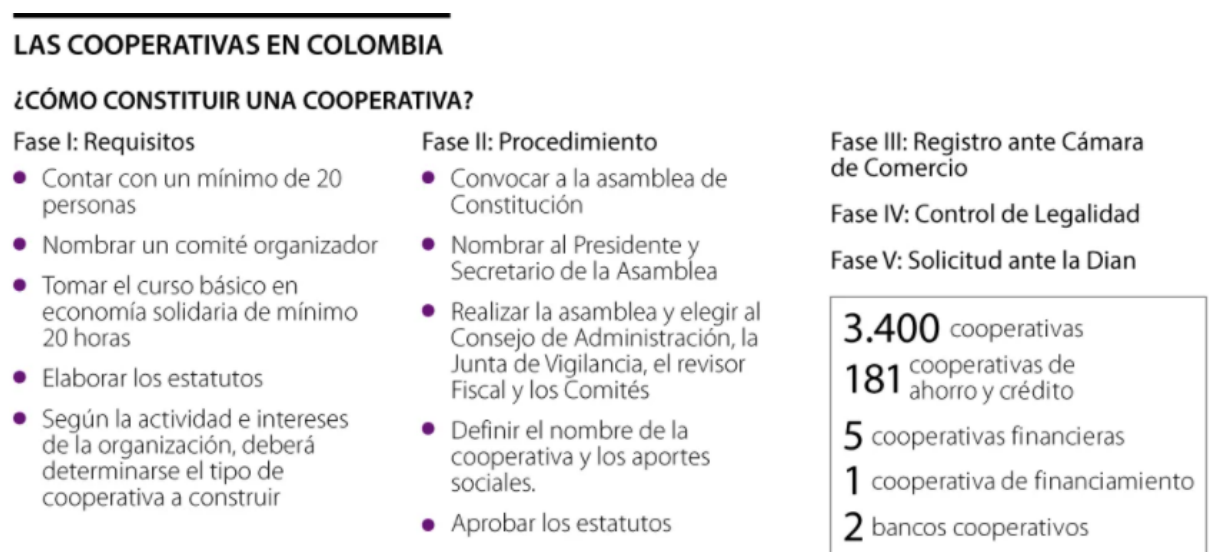 LAS COOPERATIVAS EN COLOMBIA
¿CÓMO CONSTITUIR UNA COOPERATIVA?
Fase I: Requisitos
Contar con un mínimo de 20
personas
Nombrar un comité organizador
Tomar el curso básico en
economía solidaria de mínimo
20 horas
Elaborar los estatutos
Según la actividad e intereses
de la organización, deberá
determinarse el tipo de
cooperativa a construir
Fase II: Procedimiento
Convocar a la asamblea de
Constitución
Nombrar al Presidente y
Secretario de la Asamblea
Realizar la asamblea y elegir al
Consejo de Administración, la
Junta de Vigilancia, el revisor
Fiscal y los Comités
Definir el nombre de la
cooperativa y los aportes
sociales.
Aprobar los estatutos
Fase III: Registro ante Cámara
de Comercio
Fase IV: Control de Legalidad
Fase V: Solicitud ante la Dian
3.400 cooperativas
181 cooperativas de
ahorro y crédito
5 cooperativas financieras
1 cooperativa de financiamiento
2 bancos cooperativos